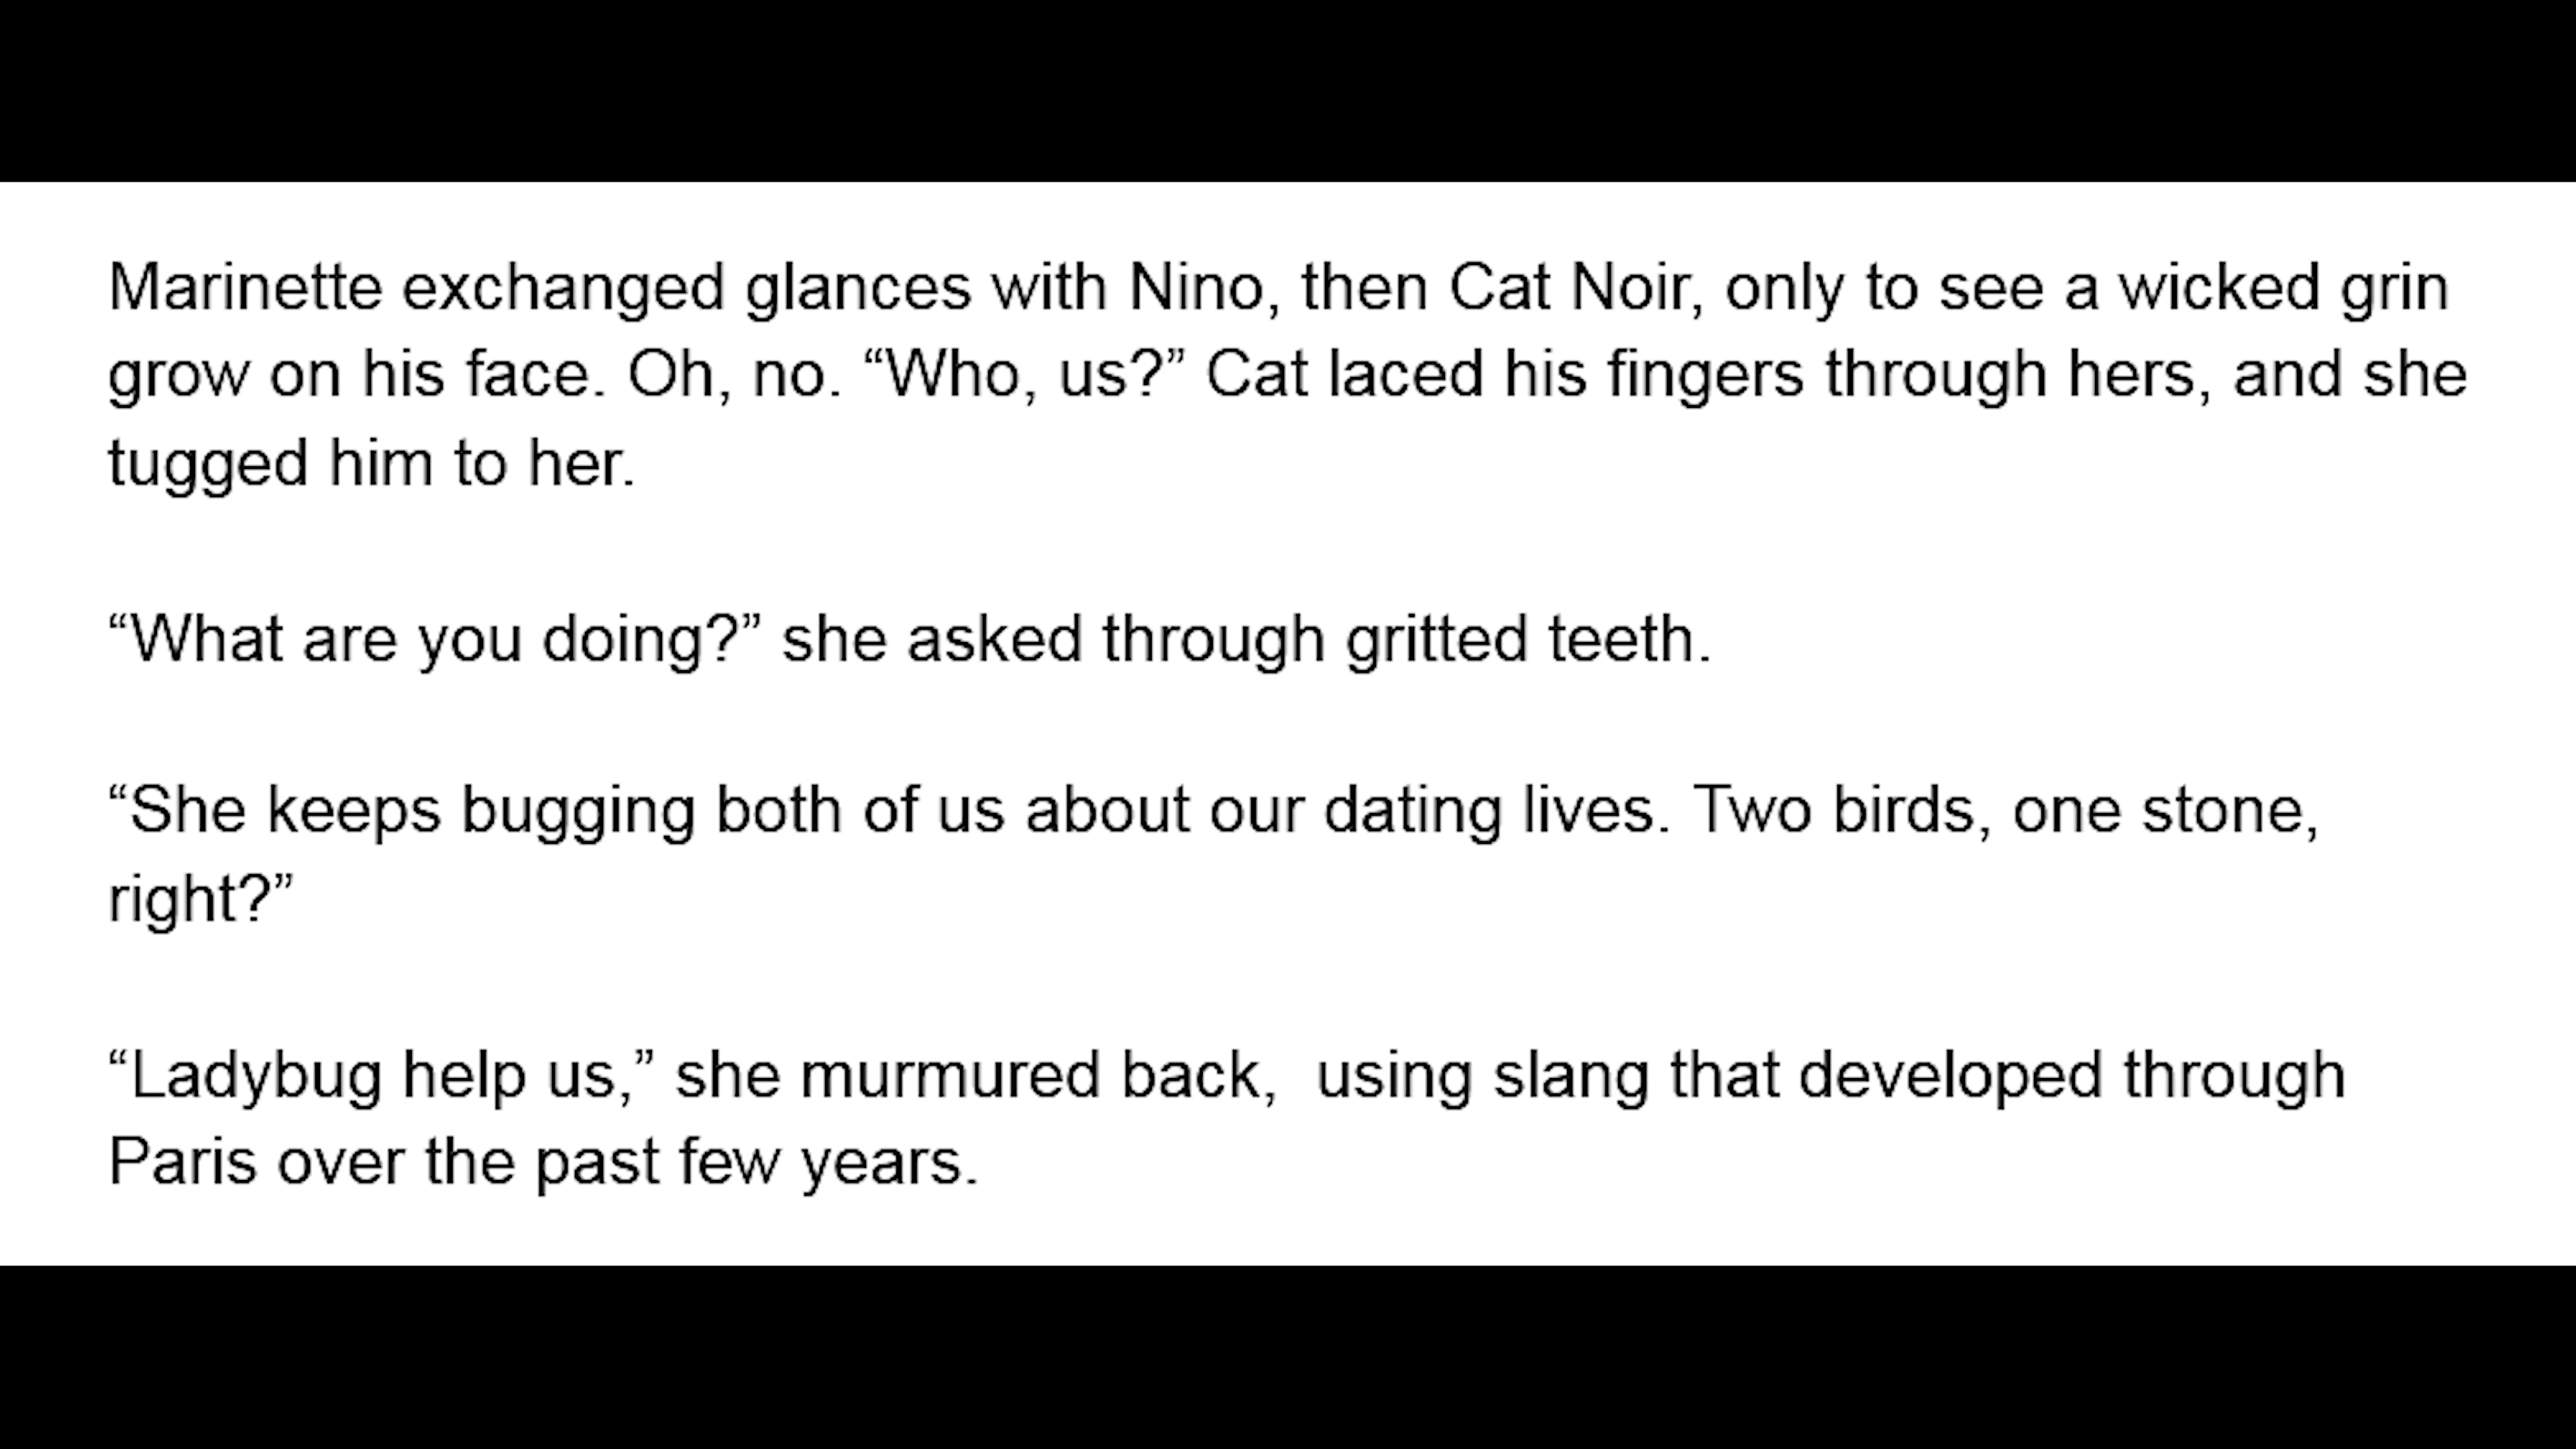 Marinette exchanged glances with Nino, then Cat Noir, only to see a wicked grin
grow on his face. Oh, no. “Who, us?” Cat laced his fingers through hers, and she
tugged him to her.
“What are you doing?” she asked through gritted teeth.
“She keeps bugging both of us about our dating lives. Two birds, one stone,
right?”
“Ladybug help us,” she murmured back,  using slang that developed through
Paris over the past few years.